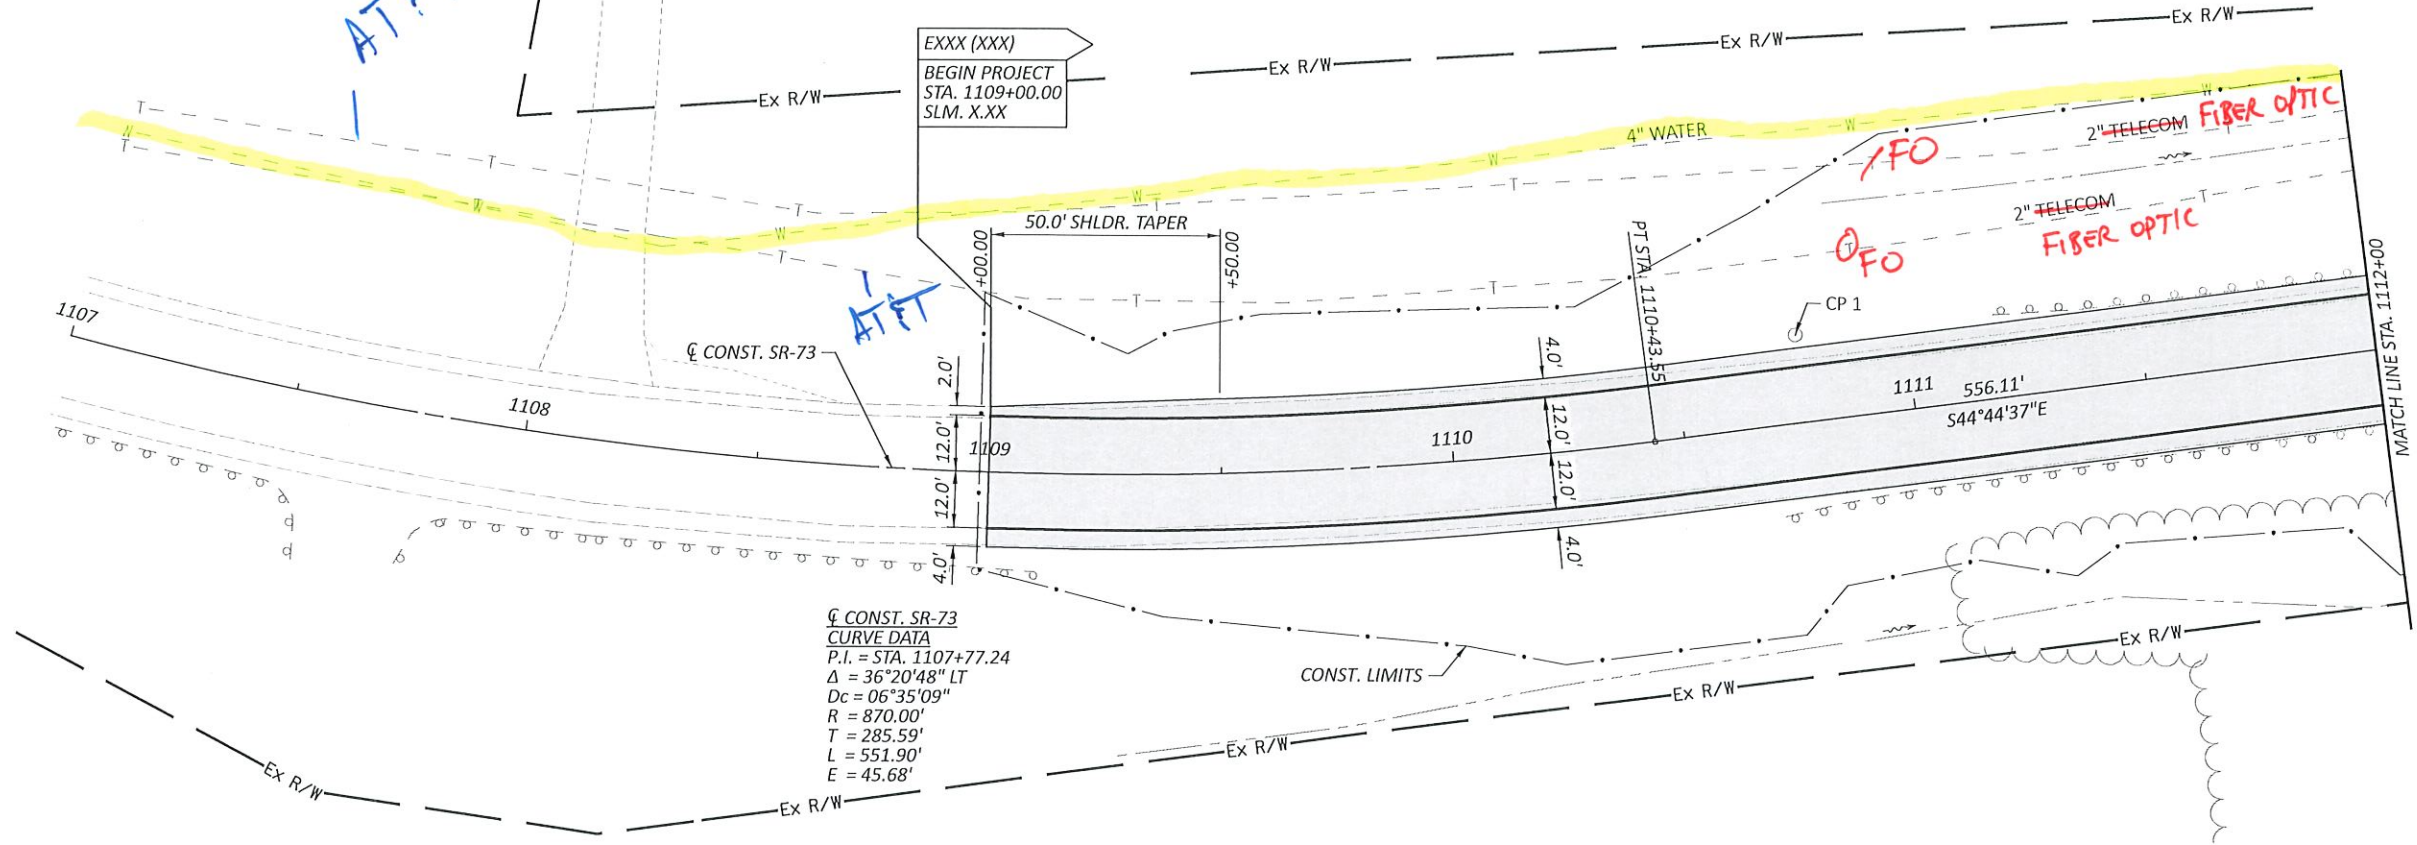 AT
Ex R/W
Ex R/W
Ex R/W
Ex R/W
EXXX (XXX)
BEGIN PROJECT
STA. 1109+00.00
SLM. X.XX
T
W
T
T
W
T
W
T
W
T
W
T
4" WATER
W
W
2" TELECOM FIBER OPTIC
T
FO
2" TELECOM
T
FIBER OPTIC
T
FO
T
T
50.0' SHLDR. TAPER
+00.00
+50.00
AT&T
PT STA. 1110+43.55
CP 1
MATCH LINE STA. 1112+00
1107
℄ CONST. SR-73
1108
2.0'
12.0'
12.0'
4.0'
1109
1110
4.0'
12.0'
12.0'
4.0'
1111
556.11'
S44°44'37"E
℄ CONST. SR-73
CURVE DATA
P.I. = STA. 1107+77.24
Δ = 36°20'48" LT
Dc = 06°35'09"
R = 870.00'
T = 285.59'
L = 551.90'
E = 45.68'
CONST. LIMITS
Ex R/W
Ex R/W
Ex R/W
Ex R/W
Ex R/W